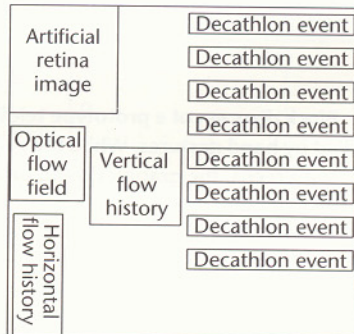 Artificial
retina
image
Optical
flow
field
Vertical
flow
history
Horizontal
flow history
Decathlon event
Decathlon event
Decathlon event
Decathlon event
Decathlon event
Decathlon event
Decathlon event
Decathlon event